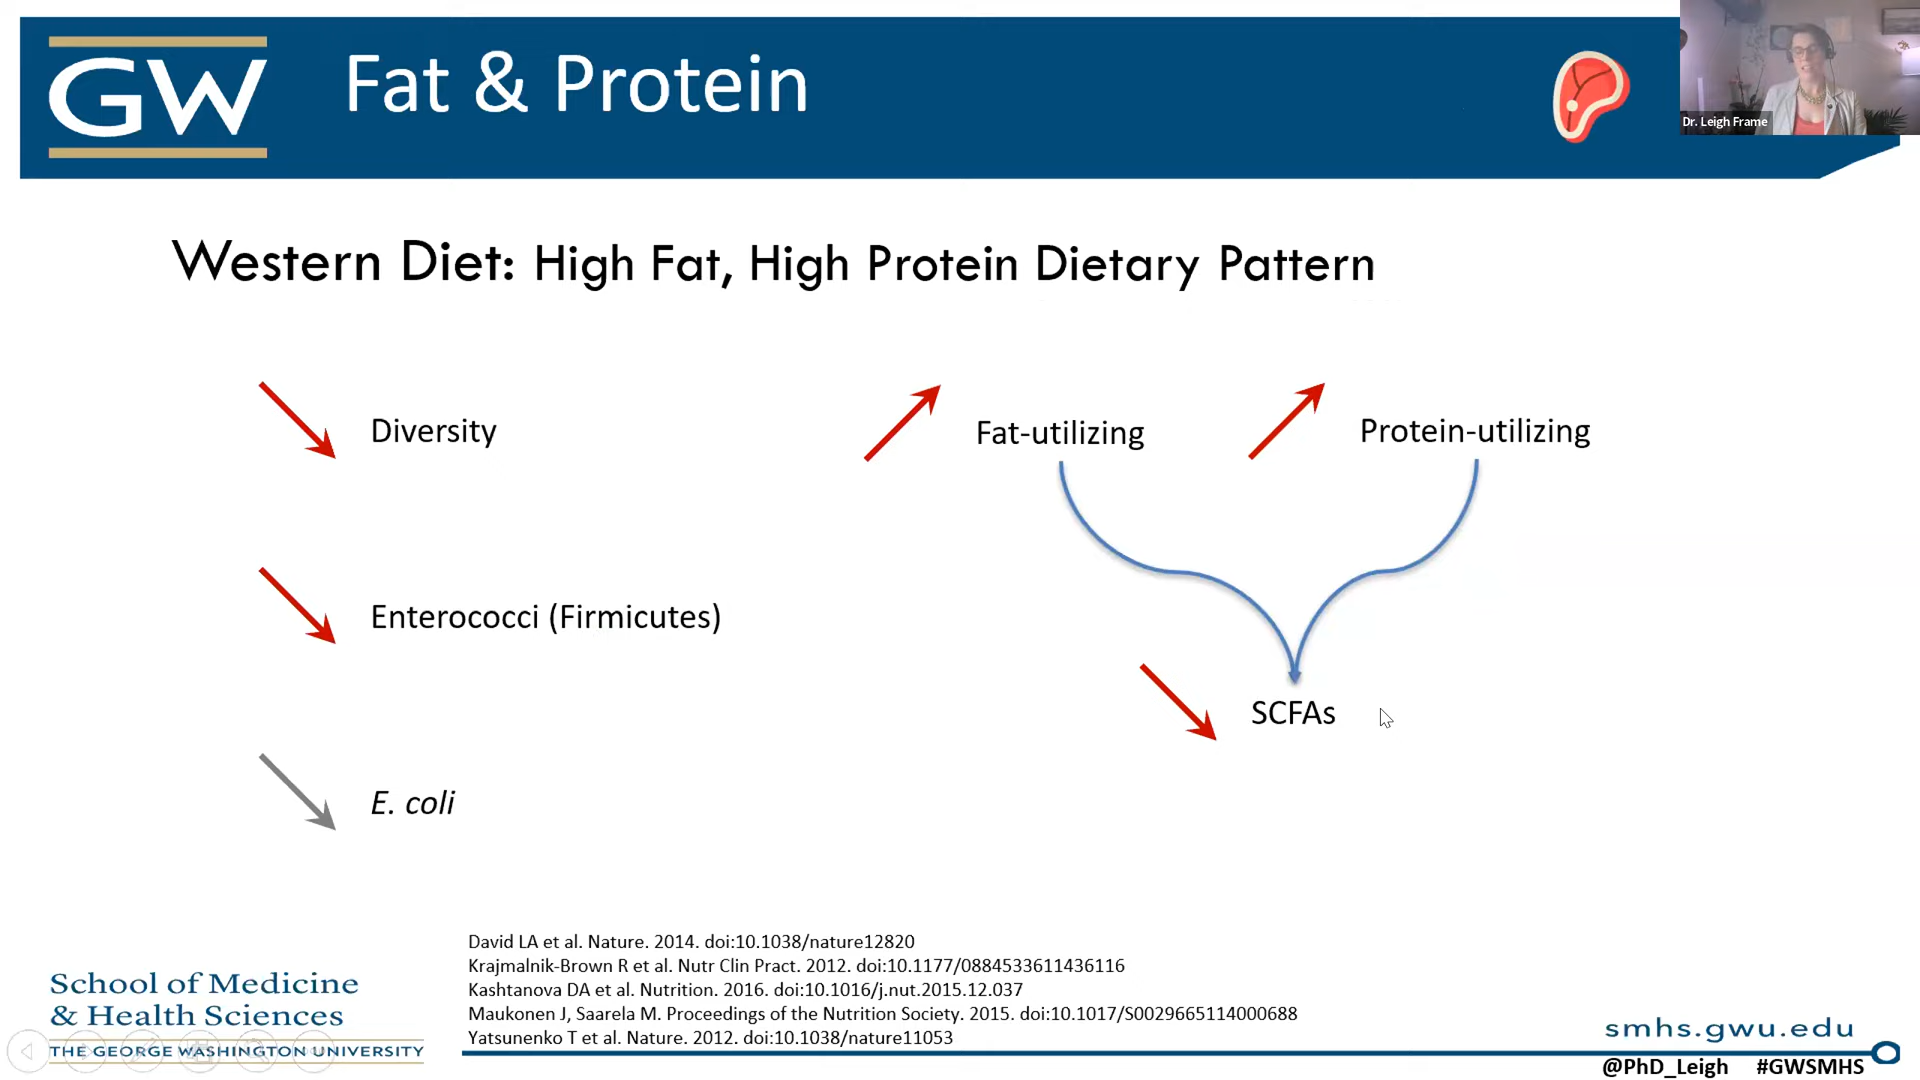 GW
Fat & Protein
Dr. Leigh Frame
Western Diet: High Fat, High Protein Dietary Pattern
Diversity
Fat-utilizing
Protein-utilizing
Enterococci (Firmicutes)
SCFAs
E. coli
David LA et al. Nature. 2014. doi:10.1038/nature12820
Krajmalnik-Brown R et al. Nutr Clin Pract. 2012. doi:10.1177/0884533611436116
Kashtanova DA et al. Nutrition. 2016. doi:10.1016/j.nut.2015.12.037
Maukonen J, Saarela M. Proceedings of the Nutrition Society. 2015. doi:10.1017/S0029665114000688
Yatsunenko T et al. Nature. 2012. doi:10.1038/nature11053
School of Medicine
& Health Sciences
THE GEORGE WASHINGTON UNIVERSITY
smhs.gwu.edu
@PhD_Leigh #GWSMHS